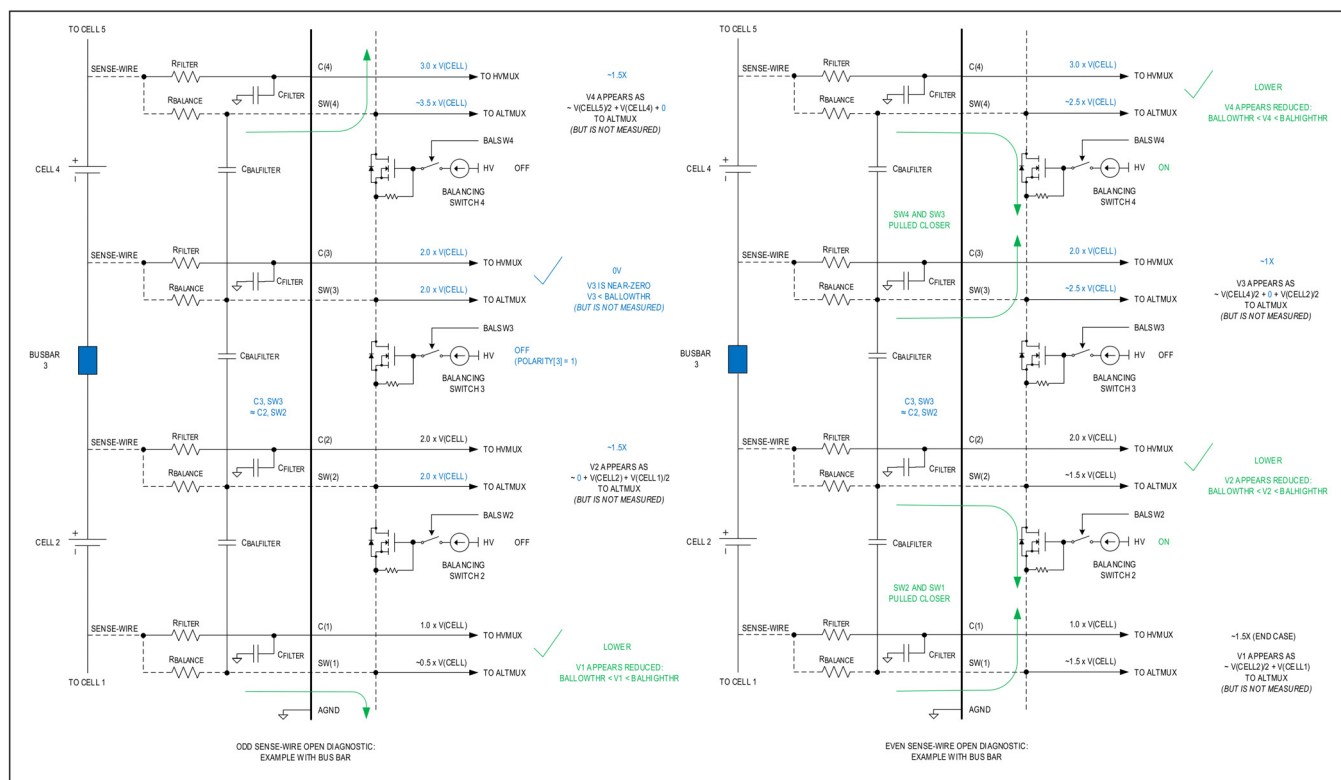 TO CELL 5
SENSE-WIRE
RFILTER
CFILTER
C(4)
3.0 x V(CELL)
TO HVMUX
RBALANCE
SW(4)
~3.5 x V(CELL)
TO ALTMUX
~1.5X
V4 APPEARS AS
~ V(CELL5)/2 + V(CELL4) + 0
TO ALTMUX
(BUT IS NOT MEASURED)
CELL 4
+
–
CBALFILTER
BALSW4
HV
OFF
BALANCING
SWITCH 4
SENSE-WIRE
RFILTER
CFILTER
C(3)
2.0 x V(CELL)
TO HVMUX
RBALANCE
SW(3)
2.0 x V(CELL)
TO ALTMUX
0V
V3 IS NEAR-ZERO
V3 < BALLOWTHR
(BUT IS NOT MEASURED)
BUSBAR
3
CBALFILTER
BALSW3
HV
OFF
(POLARITY[3] = 1)
BALANCING
SWITCH 3
C3, SW3
≈ C2, SW2
SENSE-WIRE
RFILTER
CFILTER
C(2)
2.0 x V(CELL)
TO HVMUX
RBALANCE
SW(2)
2.0 x V(CELL)
TO ALTMUX
~1.5X
V2 APPEARS AS
~ 0 + V(CELL2) + V(CELL1)/2
TO ALTMUX
(BUT IS NOT MEASURED)
CELL 2
+
–
CBALFILTER
BALSW2
HV
OFF
BALANCING
SWITCH 2
SENSE-WIRE
RFILTER
CFILTER
C(1)
1.0 x V(CELL)
TO HVMUX
RBALANCE
SW(1)
~0.5 x V(CELL)
TO ALTMUX
LOWER
V1 APPEARS REDUCED:
BALLOWTHR < V1 < BALHIGHTHR
TO CELL 1
AGND
ODD SENSE-WIRE OPEN DIAGNOSTIC:
EXAMPLE WITH BUS BAR
TO CELL 5
SENSE-WIRE
RFILTER
CFILTER
C(4)
3.0 x V(CELL)
TO HVMUX
RBALANCE
SW(4)
~2.5 x V(CELL)
TO ALTMUX
LOWER
V4 APPEARS REDUCED:
BALLOWTHR < V4 < BALHIGHTHR
CELL 4
+
–
CBALFILTER
BALSW4
HV
ON
BALANCING
SWITCH 4
SW4 AND SW3
PULLED CLOSER
SENSE-WIRE
RFILTER
CFILTER
C(3)
2.0 x V(CELL)
TO HVMUX
RBALANCE
SW(3)
~2.5 x V(CELL)
TO ALTMUX
~1X
V3 APPEARS AS
~ V(CELL4)/2 + 0 + V(CELL2)/2
TO ALTMUX
(BUT IS NOT MEASURED)
BUSBAR
3
CBALFILTER
BALSW3
HV
OFF
BALANCING
SWITCH 3
C3, SW3
≈ C2, SW2
SENSE-WIRE
RFILTER
CFILTER
C(2)
2.0 x V(CELL)
TO HVMUX
RBALANCE
SW(2)
~1.5 x V(CELL)
TO ALTMUX
LOWER
V2 APPEARS REDUCED:
BALLOWTHR < V2 < BALHIGHTHR
CELL 2
+
–
CBALFILTER
BALSW2
HV
ON
BALANCING
SWITCH 2
SW2 AND SW1
PULLED CLOSER
SENSE-WIRE
RFILTER
CFILTER
C(1)
1.0 x V(CELL)
TO HVMUX
RBALANCE
SW(1)
~1.5 x V(CELL)
TO ALTMUX
~1.5X (END CASE)
V1 APPEARS AS
~ V(CELL2)/2 + V(CELL1)
TO ALTMUX
(BUT IS NOT MEASURED)
TO CELL 1
AGND
EVEN SENSE-WIRE OPEN DIAGNOSTIC:
EXAMPLE WITH BUS BAR